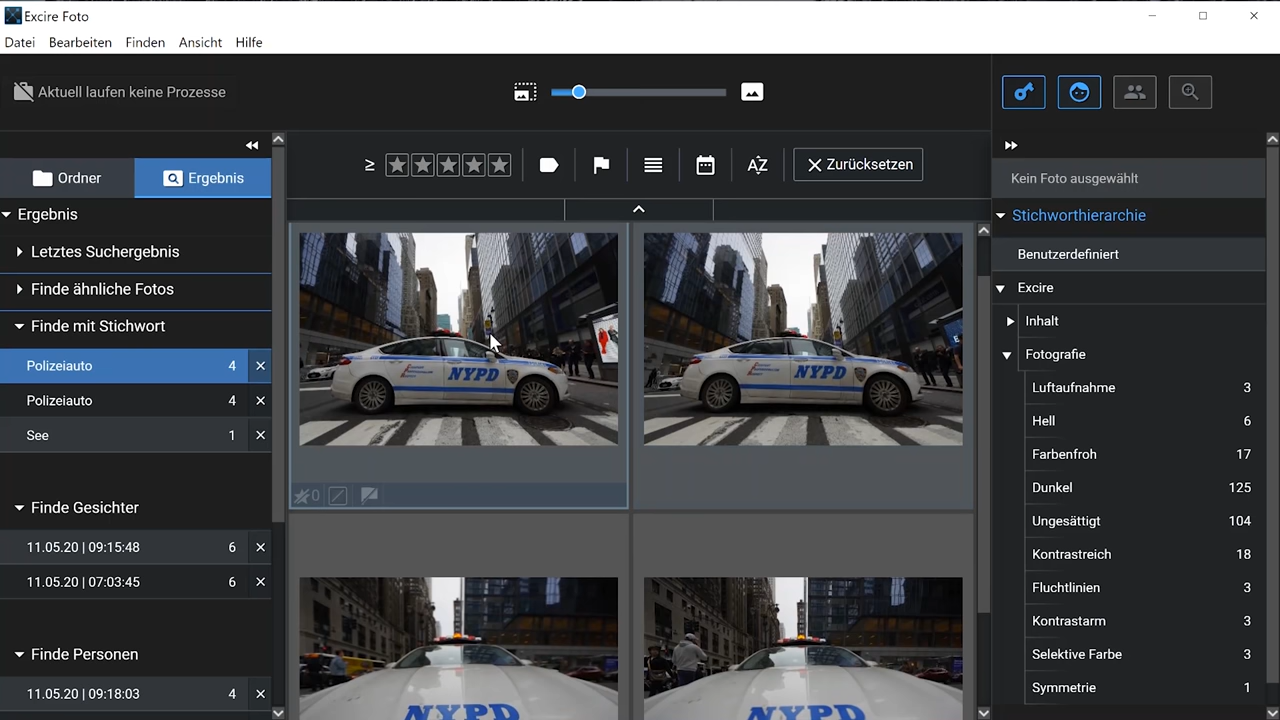 Excire Foto
Datei Bearbeiten Finden Ansicht Hilfe
Aktuell laufen keine Prozesse
Ordner
Ergebnis
Ergebnis
Letztes Suchergebnis
Finde ähnliche Fotos
Finde mit Stichwort
Polizeiauto 4
Polizeiauto 4
See 1
Finde Gesichter
11.05.20 | 09:15:48 6
11.05.20 | 07:03:45 6
Finde Personen
11.05.20 | 09:18:03 4
≥
AZ
Zurücksetzen
NYPD
NYPD
0
NYPD
NYPD
Kein Foto ausgewählt
Stichworthierarchie
Benutzerdefiniert
Excire
Inhalt
Fotografie
Luftaufnahme 3
Hell 6
Farbenfroh 17
Dunkel 125
Ungesättigt 104
Kontrastreich 18
Fluchtlinien 3
Kontrastarm 3
Selektive Farbe 3
Symmetrie 1